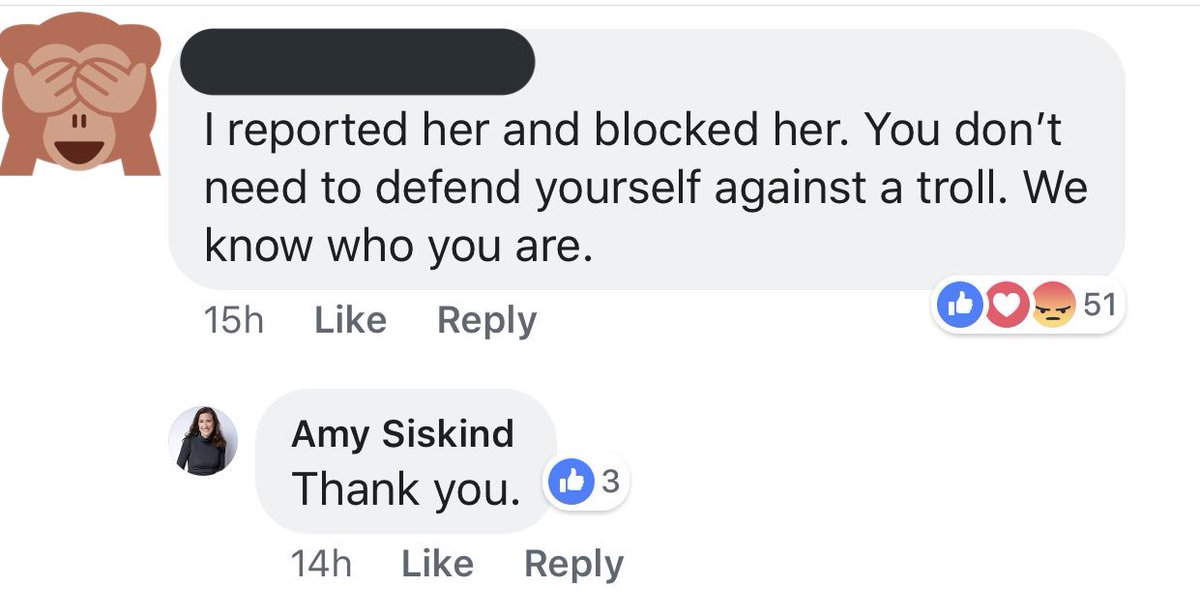 I reported her and blocked her. You don’t
need to defend yourself against a troll. We
know who you are.
15h Like Reply 51
Amy Siskind
Thank you. 3
14h Like Reply